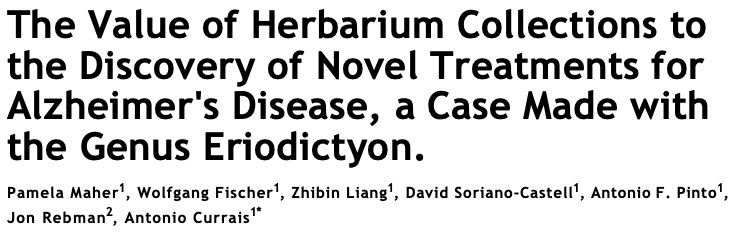 The Value of Herbarium Collections to
the Discovery of Novel Treatments for
Alzheimer's Disease, a Case Made with
the Genus Eriodictyon.
Pamela Maher1, Wolfgang Fischer1, Zhibin Liang1, David Soriano-Castell1, Antonio F. Pinto1,
Jon Rebman2, Antonio Currais1*